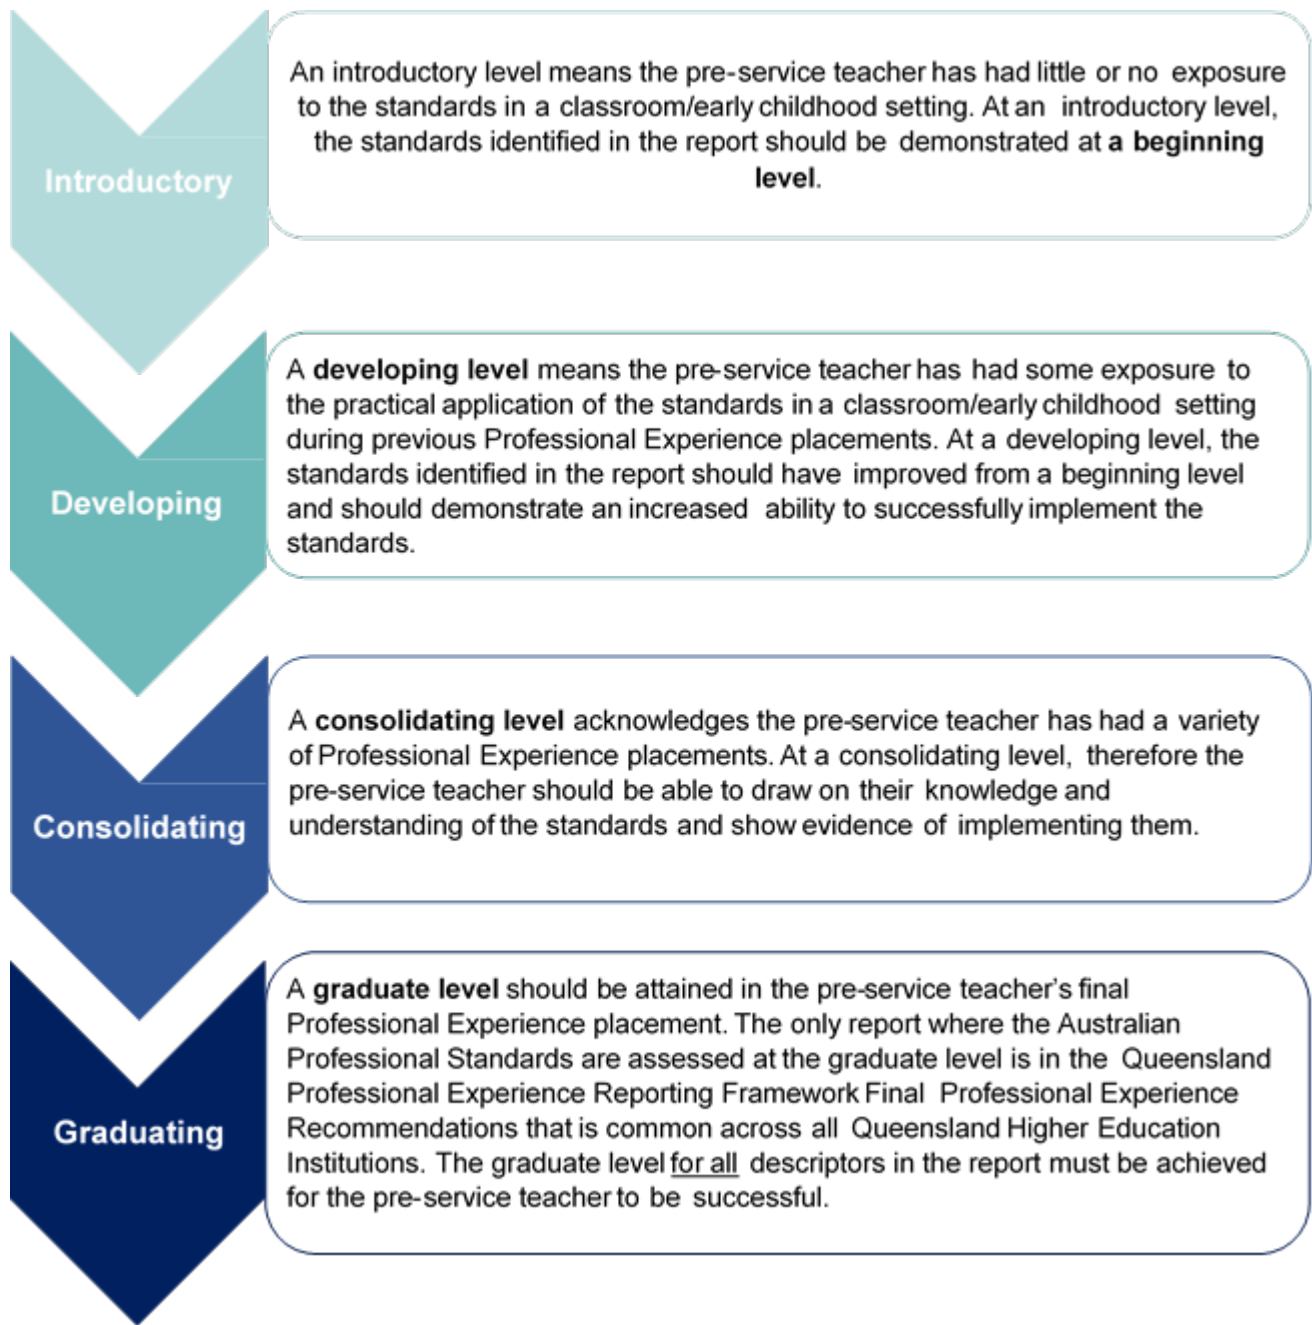 Introductory
An introductory level means the pre-service teacher has had little or no exposure
to the standards in a classroom/early childhood setting. At an introductory level,
the standards identified in the report should be demonstrated at a beginning
level.
Developing
A developing level means the pre-service teacher has had some exposure to
the practical application of the standards in a classroom/early childhood setting
during previous Professional Experience placements. At a developing level, the
standards identified in the report should have improved from a beginning level
and should demonstrate an increased ability to successfully implement the
standards.
Consolidating
A consolidating level acknowledges the pre-service teacher has had a variety
of Professional Experience placements. At a consolidating level, therefore the
pre-service teacher should be able to draw on their knowledge and
understanding of the standards and show evidence of implementing them.
Graduating
A graduate level should be attained in the pre-service teacher’s final
Professional Experience placement. The only report where the Australian
Professional Standards are assessed at the graduate level is in the Queensland
Professional Experience Reporting Framework Final Professional Experience
Recommendations that is common across all Queensland Higher Education
Institutions. The graduate level for all descriptors in the report must be achieved
for the pre-service teacher to be successful.